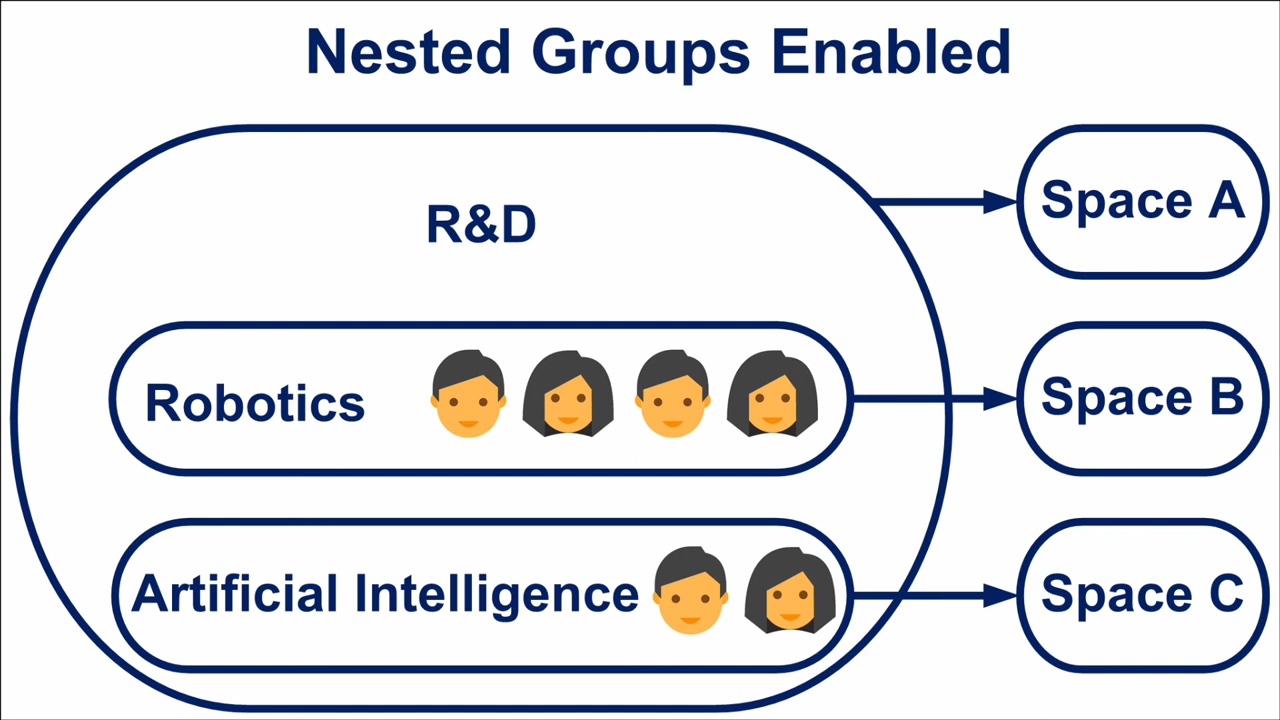 Nested Groups Enabled
R&D
Space A
Robotics
Space B
Artificial Intelligence
Space C